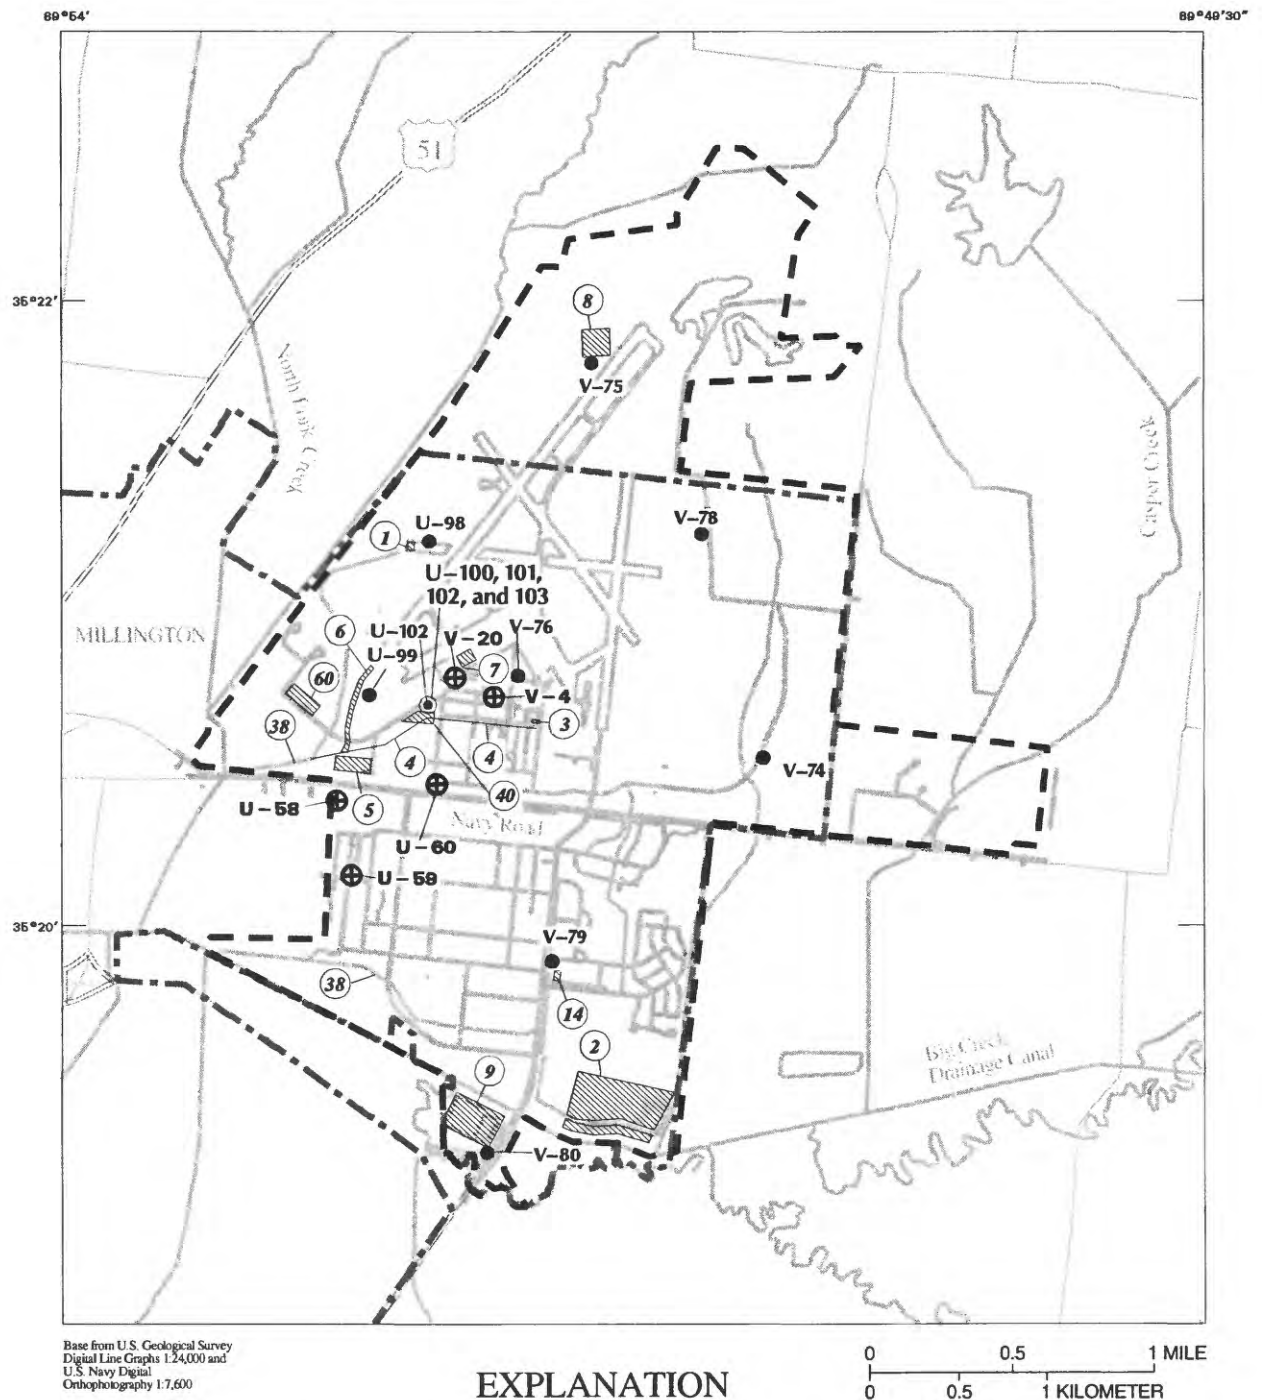 89°54'
89°49'30"
51
35°22'
8
North Fork Creek
V-75
Casper Creek
V-78
1
U-98
U-100, 101,
102, and 103
MILLINGTON
6
U-102
V-76
V-20
U-99
7
60
V-4
38
3
4
4
V-74
40
U-58
5
Navy Road
U-60
U-59
35°20'
V-79
38
14
Big Creek
Drainage Canal
2
9
V-80
Base from U.S. Geological Survey
Digital Line Graphs 1:24,000 and
U.S. Navy Digital
Orthophotography 1:7,600
EXPLANATION
0 0.5 1 MILE
0 0.5 1 KILOMETER